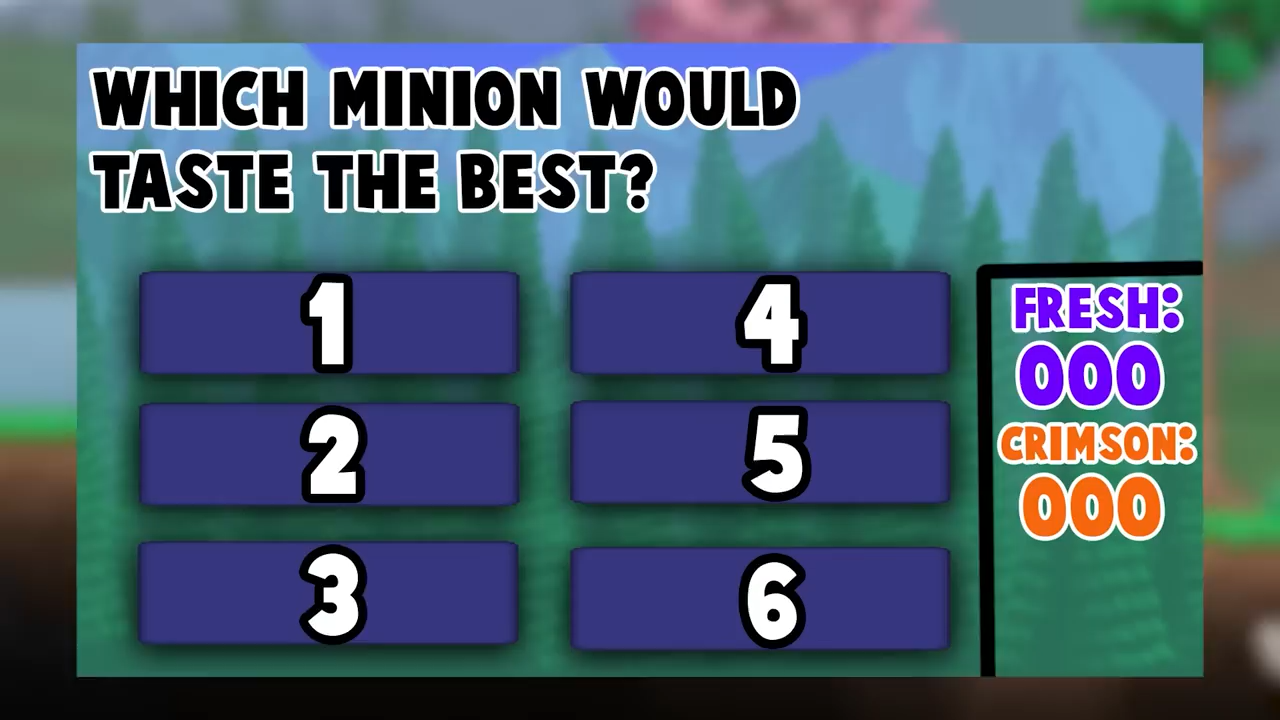 WHICH MINION WOULD
TASTE THE BEST?
1
4
2
5
3
6
FRESH:
000
CRIMSON:
000